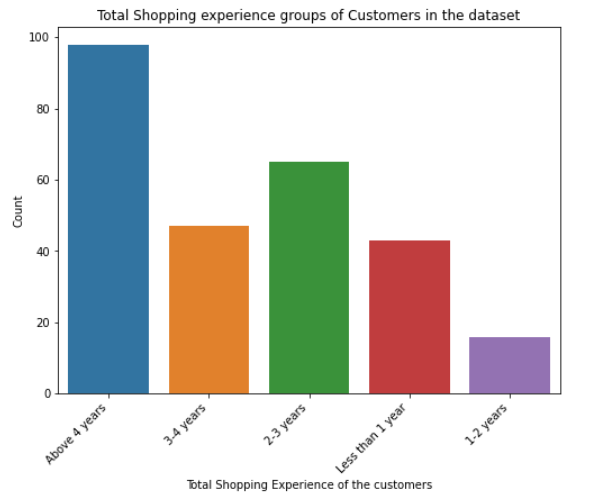 Total Shopping experience groups of Customers in the dataset
100
80
60
40
20
0
Count
Above 4 years
3-4 years
2-3 years
Less than 1 year
1-2 years
Total Shopping Experience of the customers